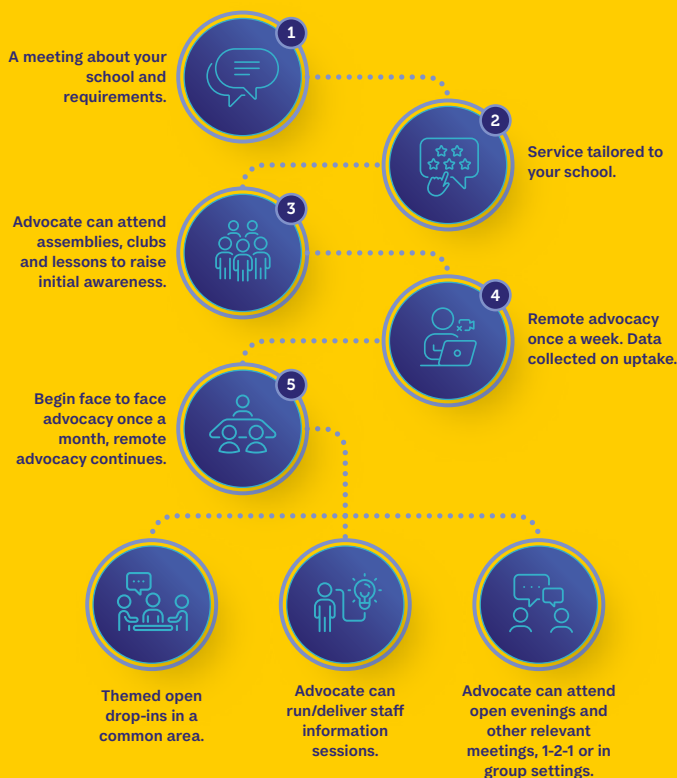 1
A meeting about your
school and
requirements.
2
Service tailored to
your school.
3
Advocate can attend
assemblies, clubs
and lessons to raise
initial awareness.
4
Remote advocacy
once a week. Data
collected on uptake.
5
Begin face to face
advocacy once a
month, remote
advocacy continues.
Themed open
drop-ins in a
common area.
Advocate can
run/deliver staff
information
sessions.
Advocate can attend
open evenings and
other relevant
meetings, 1-2-1 or in
group settings.